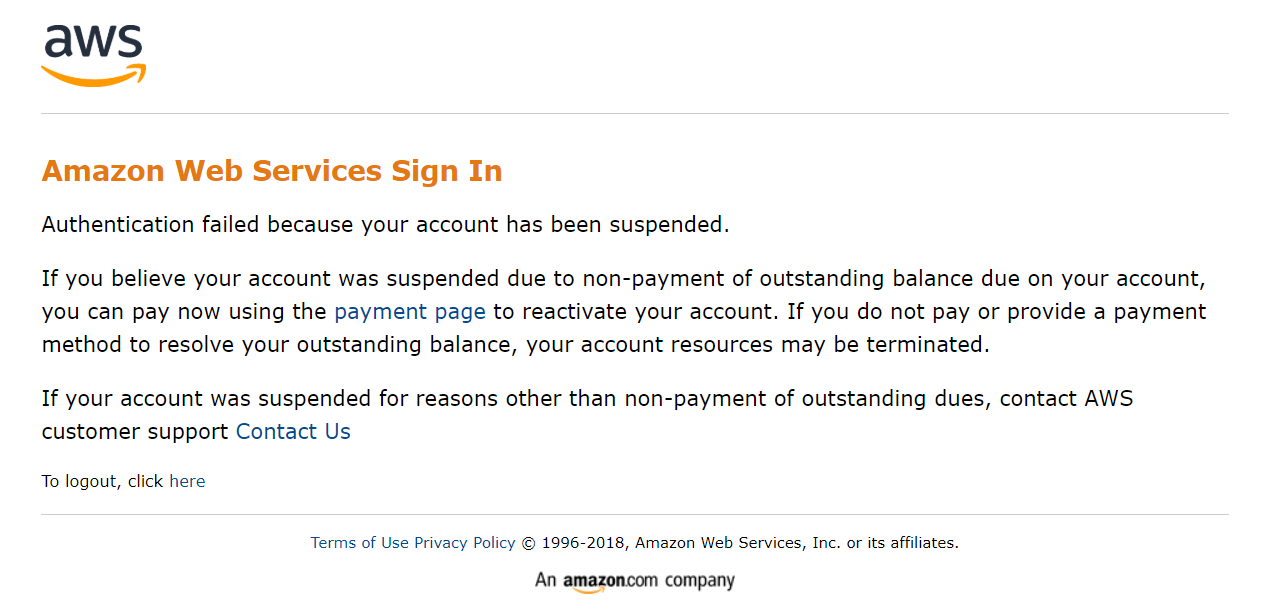 aws
Amazon Web Services Sign In
Authentication failed because your account has been suspended.
If you believe your account was suspended due to non-payment of outstanding balance due on your account,
you can pay now using the payment page to reactivate your account. If you do not pay or provide a payment
method to resolve your outstanding balance, your account resources may be terminated.
If your account was suspended for reasons other than non-payment of outstanding dues, contact AWS
customer support Contact Us
To logout, click here
Terms of Use Privacy Policy © 1996-2018, Amazon Web Services, Inc. or its affiliates.
An amazon.com company